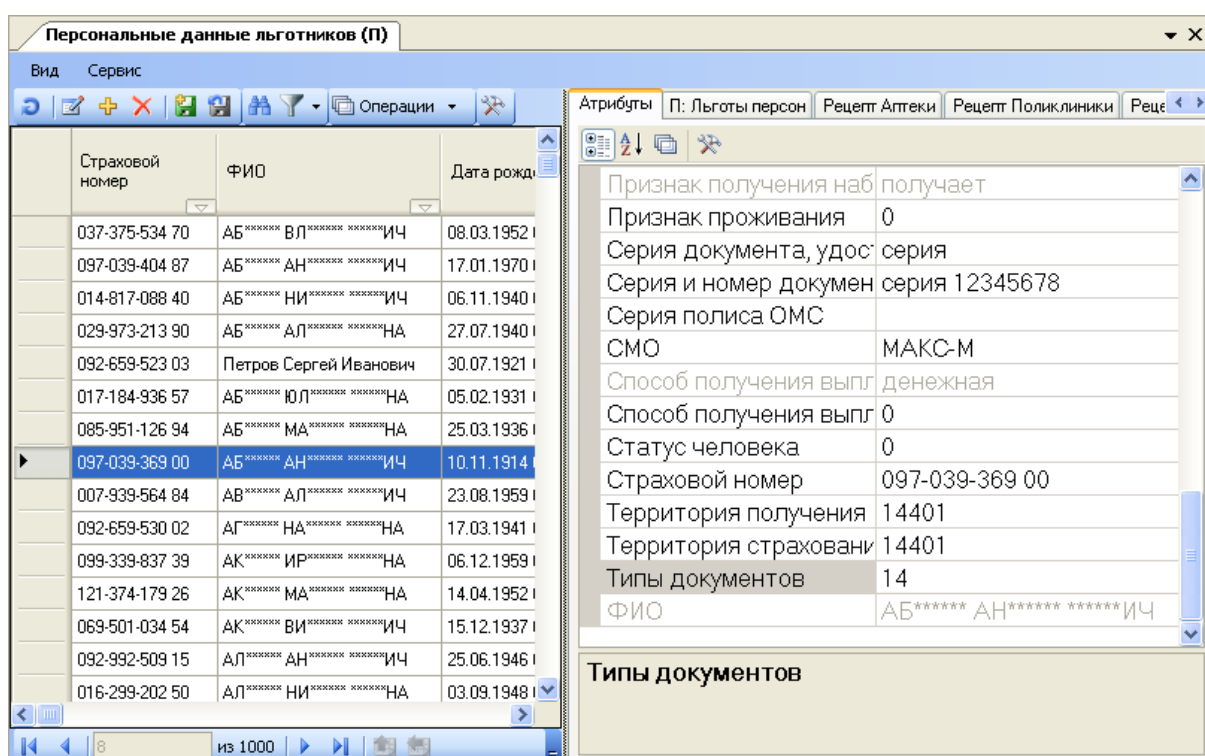 Персональные данные льготников (П)
Вид Сервис
Операции
Атрибуты П: Льготы персон Рецепт Аптеки Рецепт Поликлиники Реце
Страховой номер ФИО Дата рожд
037-375-534 70 АБ****** ВЛ****** ******ИЧ 08.03.1952
097-039-404 87 АБ****** АН****** ******ИЧ 17.01.1970
014-817-088 40 АБ****** НИ****** ******ИЧ 06.11.1940
029-973-213 90 АБ****** АЛ****** ******НА 27.07.1940
092-659-523 03 Петров Сергей Иванович 30.07.1921
017-184-936 57 АБ****** ЮЛ****** ******НА 05.02.1931
085-951-126 94 АБ****** МА****** ******НА 25.03.1936
097-039-369 00 АБ****** АН****** ******ИЧ 10.11.1914
007-939-564 84 АВ****** АЛ****** ******ИЧ 23.08.1959
092-659-530 02 АГ****** НА****** ******НА 17.03.1941
099-339-837 39 АК****** ИР****** ******НА 06.12.1959
121-374-179 26 АК****** МА****** ******НА 14.04.1952
069-501-034 54 АК****** ВИ****** ******ИЧ 15.12.1937
092-992-509 15 АЛ****** АН****** ******ИЧ 25.06.1946
016-299-202 50 АЛ****** НИ****** ******НА 03.09.1948
8 из 1000
Признак получения наб получает
Признак проживания 0
Серия документа, удост серия
Серия и номер докумен серия 12345678
Серия полиса ОМС
СМО МАКС-М
Способ получения выпл денежная
Способ получения выпл 0
Статус человека 0
Страховой номер 097-039-369 00
Территория получения 14401
Территория страховани 14401
Типы документов 14
ФИО АБ****** АН****** ******ИЧ
Типы документов